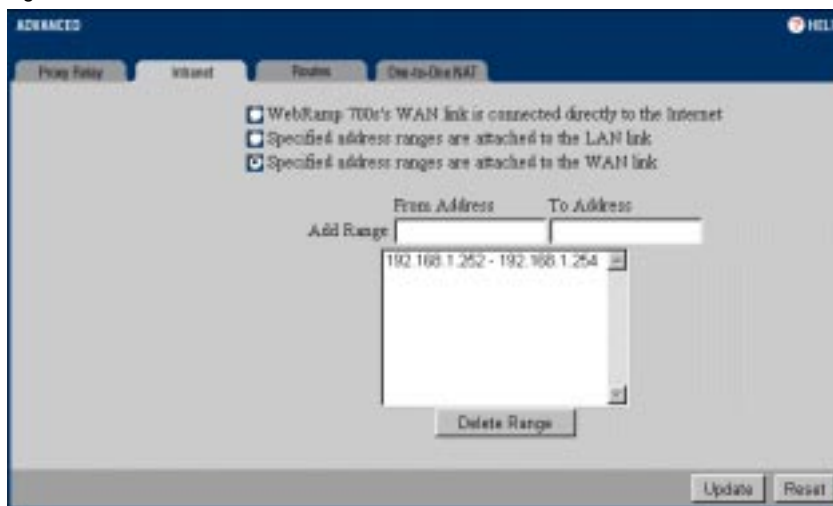 ADVANCED
HELP
Proxy Relay
Intranet
Routes
One-to-One NAT
WebRamp 700s's WAN link is connected directly to the Internet
Specified address ranges are attached to the LAN link
Specified address ranges are attached to the WAN link
From Address To Address
Add Range
192.168.1.252 - 192.168.1.254
Delete Range
Update Reset